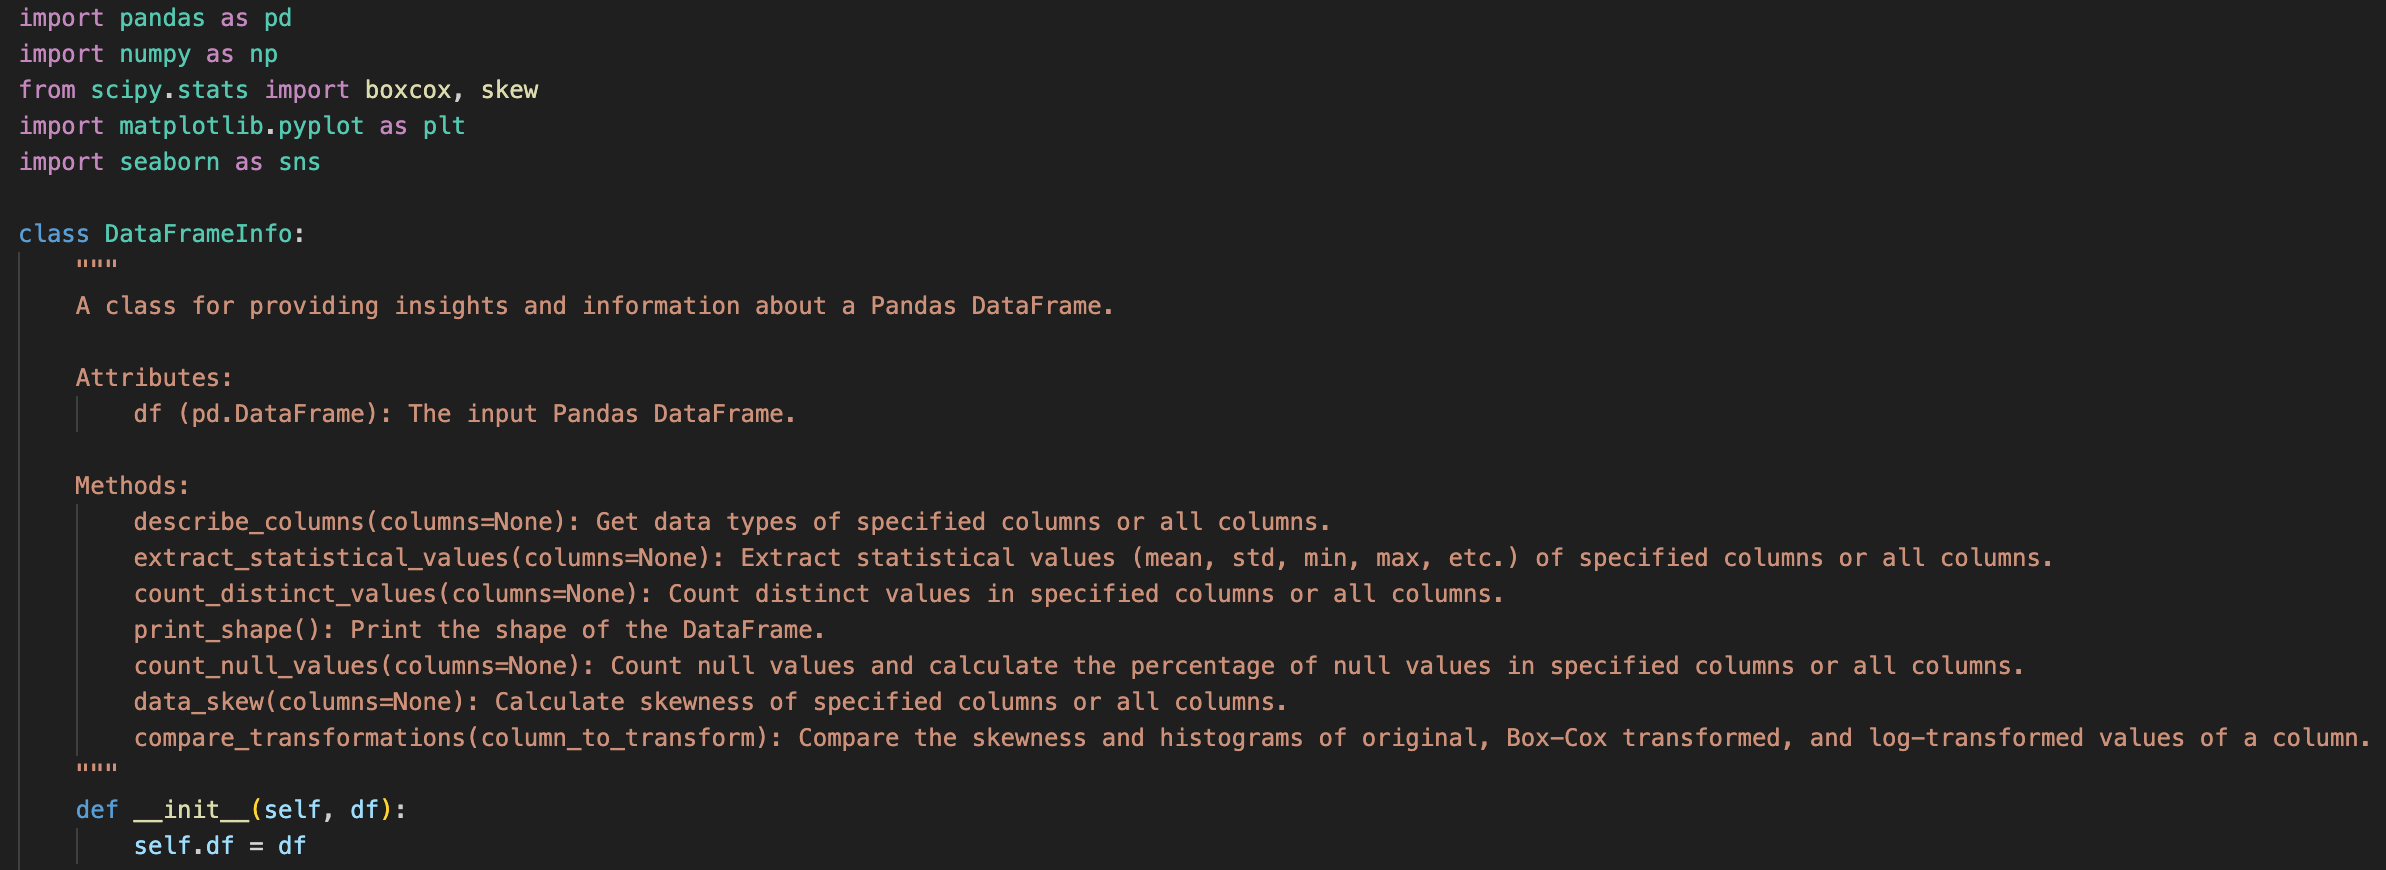 import pandas as pd
import numpy as np
from scipy.stats import boxcox, skew
import matplotlib.pyplot as plt
import seaborn as sns

class DataFrameInfo:
    """
    A class for providing insights and information about a Pandas DataFrame.

    Attributes:
        df (pd.DataFrame): The input Pandas DataFrame.

    Methods:
        describe_columns(columns=None): Get data types of specified columns or all columns.
        extract_statistical_values(columns=None): Extract statistical values (mean, std, min, max, etc.) of specified columns or all columns.
        count_distinct_values(columns=None): Count distinct values in specified columns or all columns.
        print_shape(): Print the shape of the DataFrame.
        count_null_values(columns=None): Count null values and calculate the percentage of null values in specified columns or all columns.
        data_skew(columns=None): Calculate skewness of specified columns or all columns.
        compare_transformations(column_to_transform): Compare the skewness and histograms of original, Box-Cox transformed, and log-transformed values of a column.
    """
    def __init__(self, df):
        self.df = df